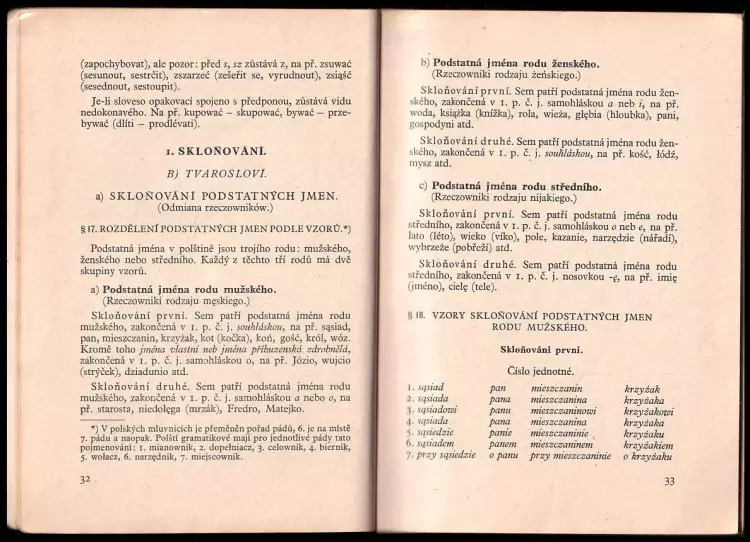 (zapochybovat), ale pozor: před s, sz zůstává z, na př. zsuwać
(sesunout, sestrčit), zszarzeć (zešeřit se, vyrudnout), zsiąść
(sesednout, sestoupit).
Je-li sloveso opakovací spojeno s předponou, zůstává vidu
nedokonavého. Na př. kupować – skupować, bywać – prze-
bywać (dlíti – prodlévati).
1. SKLOŇOVÁNÍ.
B) TVAROSLOVÍ.
a) SKLOŇOVÁNÍ PODSTATNÝCH JMEN.
(Odmiana rzeczowników.)
§ 17. ROZDĚLENÍ PODSTATNÝCH JMEN PODLE VZORŮ.*)
Podstatná jména v polštině jsou trojího rodu: mužského,
ženského nebo středního. Každý z těchto tří rodů má dvě
skupiny vzorů.
a) Podstatná jména rodu mužského.
(Rzeczowniki rodzaju męskiego.)
Skloňování první. Sem patří podstatná jména rodu
mužského, zakončená v 1. p. č. j. souhláskou, na př. sąsiad,
pan, mieszczanin, krzyżak, kot (kočka), koń, gość, król, wóz.
Kromě toho jména vlastní neb jména příbuzenská zdrobnělá,
zakončená v 1. p. č. j. samohláskou o, na př. Józio, wujcio
(strýček), dziadunio atd.
Skloňování druhé. Sem patří podstatná jména rodu
mužského, zakončená v 1. p. č. j. samohláskou a nebo o, na
př. starosta, niedołęga (mrzák), Fredro, Matejko.
*) V polských mluvnicích je přeměněn pořad pádů, 6. je na místě
7. pádu a naopak. Polští gramatikové mají pro jednotlivé pády tato
pojmenování: 1. mianownik, 2. dopełniacz, 3. celownik, 4. biernik,
5. wołacz, 6. narzędnik, 7. miejscownik.
32
b) Podstatná jména rodu ženského.
(Rzeczowniki rodzaju żeńskiego.)
Skloňování první. Sem patří podstatná jména rodu žen-
ského, zakončená v 1. p. č. j. samohláskou a neb i, na př.
woda, książka (knížka), rola, wieża, głębia (hloubka), pani,
gospodyni atd.
Skloňování druhé. Sem patří podstatná jména rodu žen-
ského, zakončená v 1. p. č. j. souhláskou, na př. kość, łódź,
mysz atd.
c) Podstatná jména rodu středního.
(Rzeczowniki rodzaju nijakiego.)
Skloňování první. Sem patří podstatná jména rodu
středního, zakončená v 1. p. č. j. samohláskou o neb e, na př.
lato (léto), wieko (víko), pole, kazanie, narzędzie (nářadí),
wybrzeże (pobřeží) atd.
Skloňování druhé. Sem patří podstatná jména rodu
středního, zakončená v 1. p. č. j. nosovkou -ę, na př. imię
(jméno), cielę (tele).
§ 18. VZORY SKLOŇOVÁNÍ PODSTATNÝCH JMEN
RODU MUŽSKÉHO.
Skloňování první.
Číslo jednotné.
1. sąsiad pan mieszczanin krzyżak
2. sąsiada pana mieszczanina krzyżaka
3. sąsiadowi panu mieszczaninowi krzyżakowi
4. sąsiada pana mieszczanina krzyżaka
5. sąsiedzie panie mieszczaninie krzyżaku
6. sąsiadem panem mieszczaninem krzyżakiem
7. przy sąsiedzie o panu przy mieszczaninie o krzyżaku
33